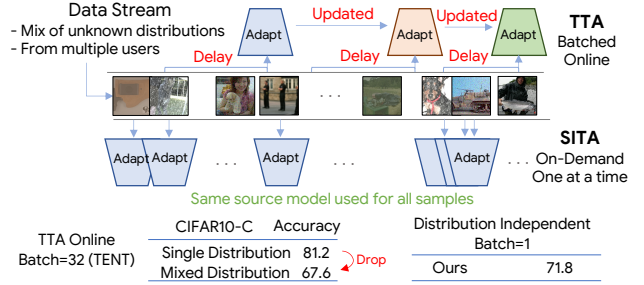 Data Stream
- Mix of unknown distributions
- From multiple users
Updated
Updated
TTA
Batched
Online
Adapt
Adapt
Adapt
Delay
Delay
Delay
. . .
SITA
Adapt
Adapt
. . .
Adapt
. . .
Adapt
. . .
On-Demand
One at a time
Same source model used for all samples
TTA Online
Batch=32 (TENT)
CIFAR10-C Accuracy
Single Distribution 81.2
Mixed Distribution 67.6
Drop
Distribution Independent
Batch=1
Ours 71.8